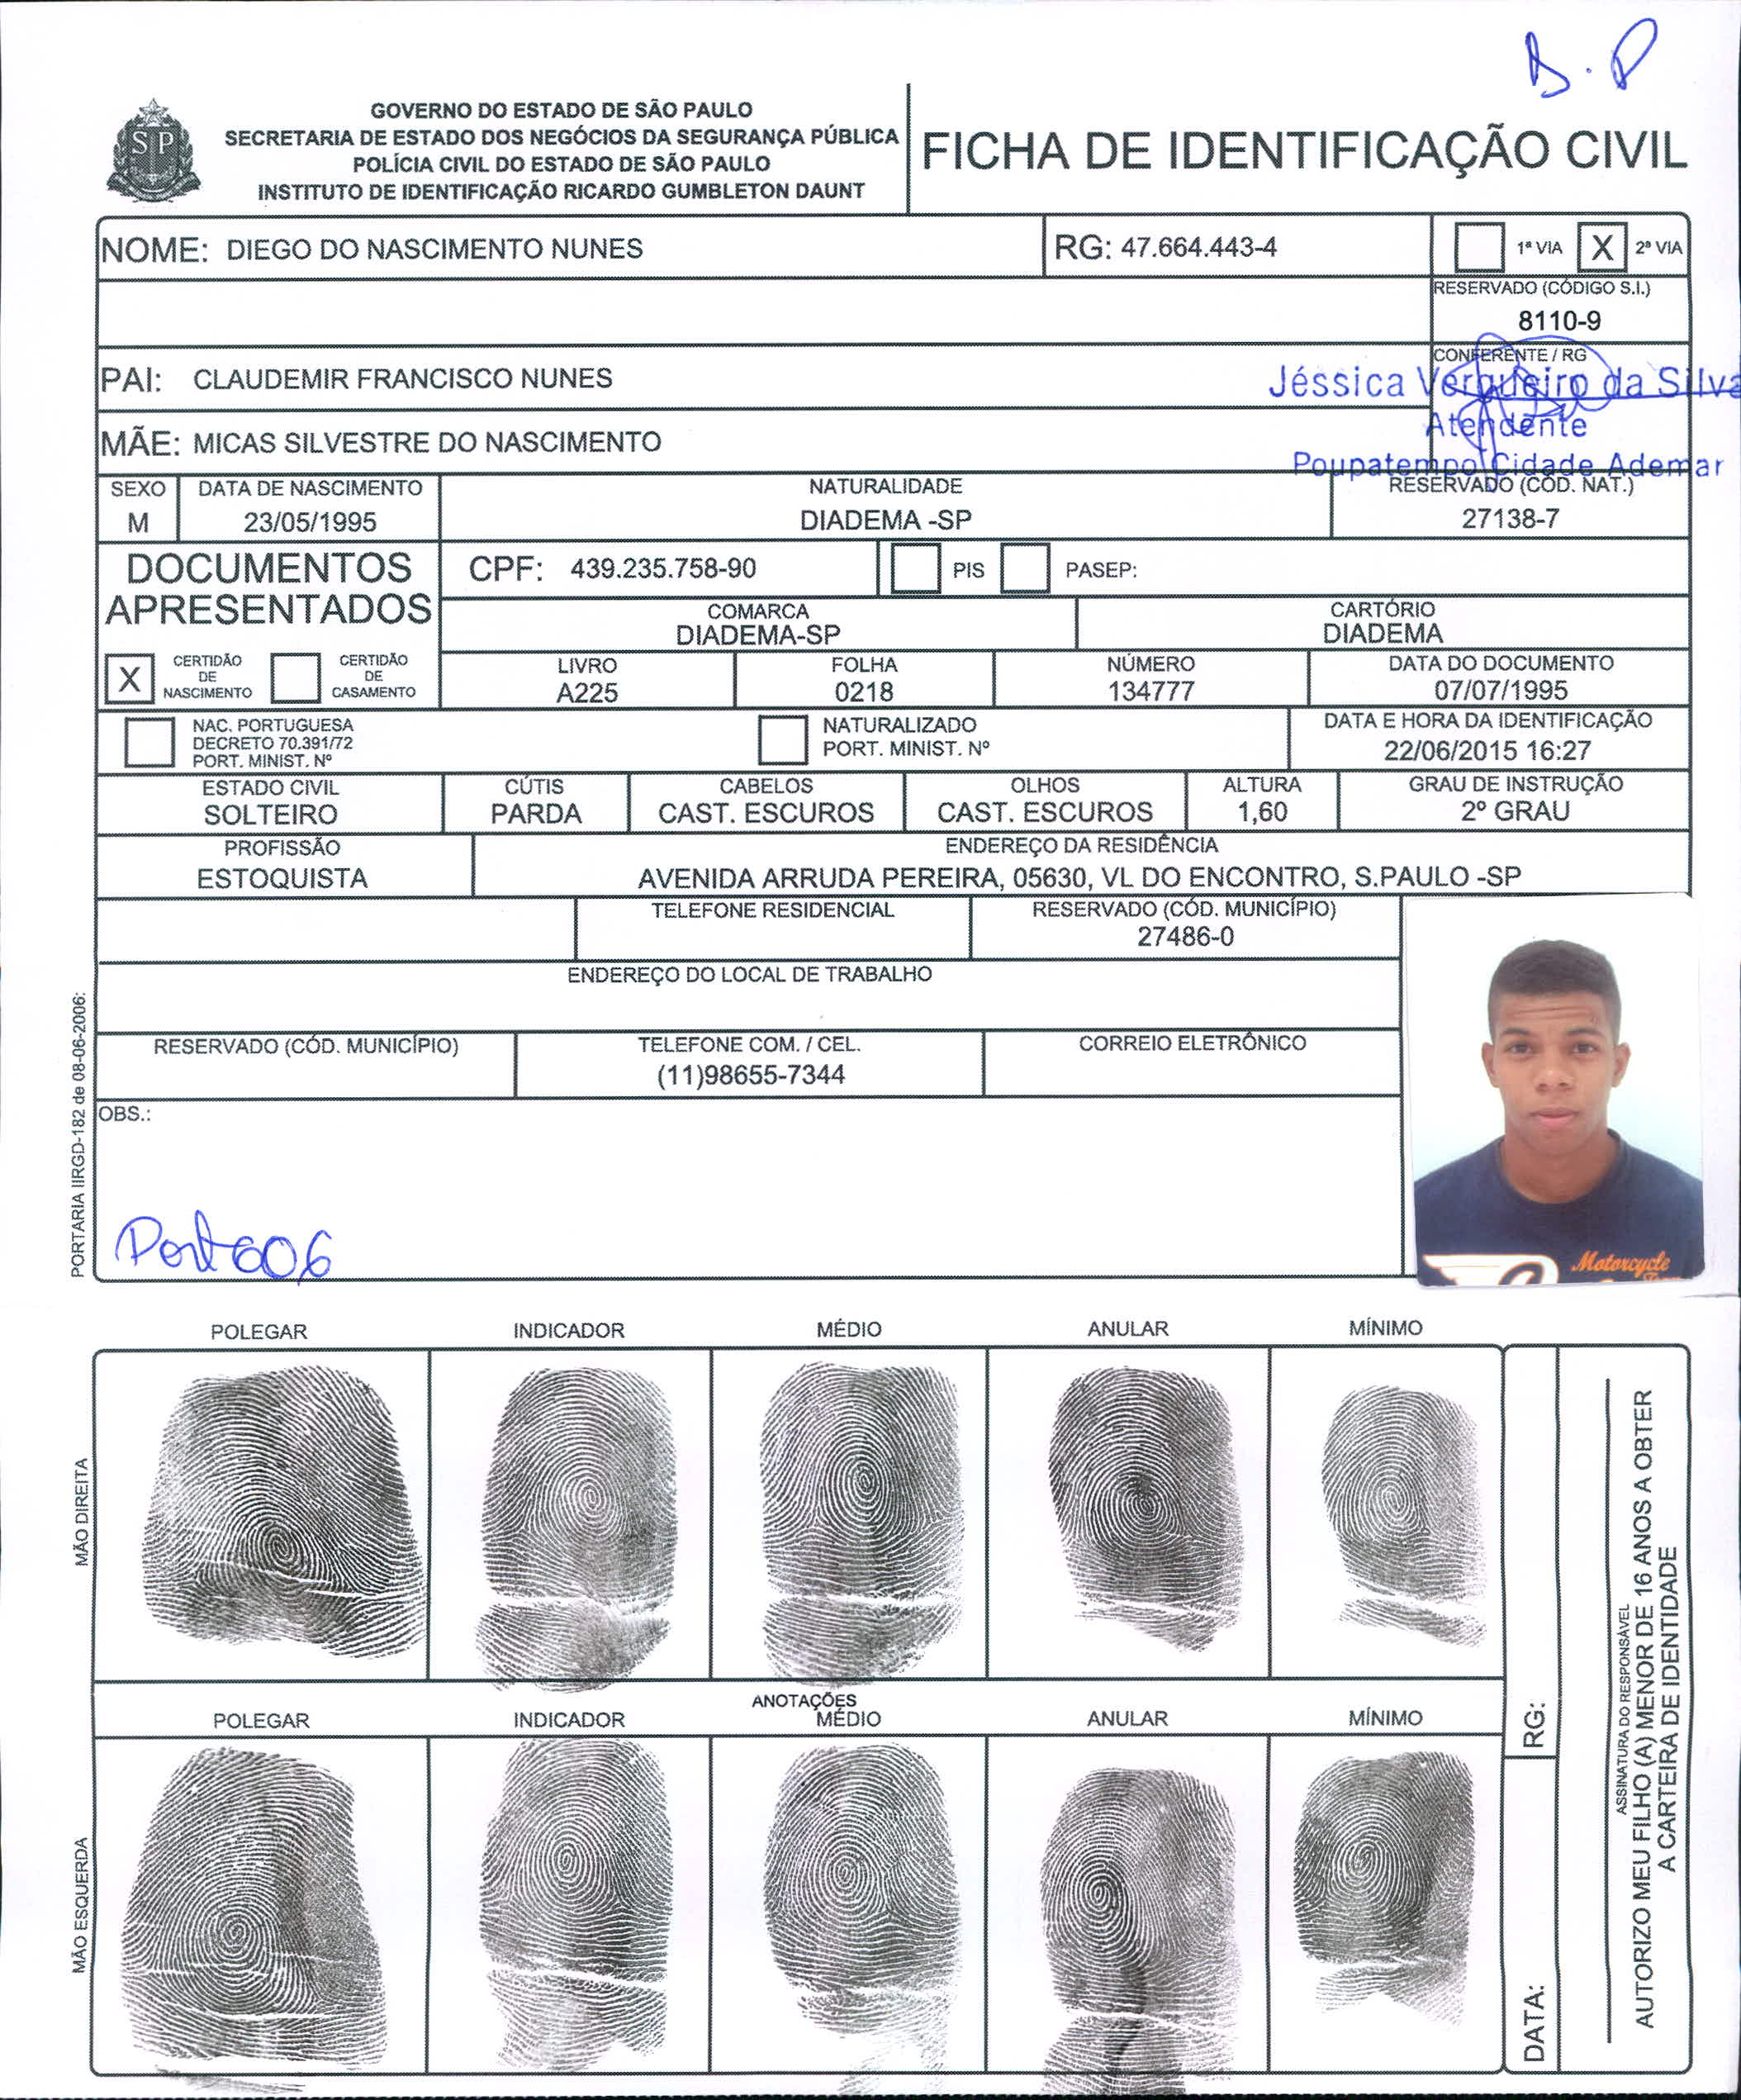 B.P
GOVERNO DO ESTADO DE SÃO PAULO
SECRETARIA DE ESTADO DOS NEGÓCIOS DA SEGURANÇA PÚBLICA
POLÍCIA CIVIL DO ESTADO DE SÃO PAULO
INSTITUTO DE IDENTIFICAÇÃO RICARDO GUMBLETON DAUNT
FICHA DE IDENTIFICAÇÃO CIVIL
SP
NOME: DIEGO DO NASCIMENTO NUNES
RG: 47.664.443-4
1ª VIA X 2ª VIA
RESERVADO (CÓDIGO S.I.)
8110-9
PAI: CLAUDEMIR FRANCISCO NUNES
CONFERENTE / RG
Jéssica Vergueiro da Silva
Atendente
Poupatempo Cidade Ademar
MÃE: MICAS SILVESTRE DO NASCIMENTO
SEXO
M
DATA DE NASCIMENTO
23/05/1995
NATURALIDADE
DIADEMA -SP
RESERVADO (CÓD. NAT.)
27138-7
DOCUMENTOS
APRESENTADOS
CPF: 439.235.758-90
PIS
PASEP:
COMARCA
DIADEMA-SP
CARTÓRIO
DIADEMA
X CERTIDÃO
DE
NASCIMENTO
CERTIDÃO
DE
CASAMENTO
LIVRO
A225
FOLHA
0218
NÚMERO
134777
DATA DO DOCUMENTO
07/07/1995
NAC. PORTUGUESA
DECRETO 70.391/72
PORT. MINIST. Nº
NATURALIZADO
PORT. MINIST. Nº
DATA E HORA DA IDENTIFICAÇÃO
22/06/2015 16:27
ESTADO CIVIL
SOLTEIRO
CÚTIS
PARDA
CABELOS
CAST. ESCUROS
OLHOS
CAST. ESCUROS
ALTURA
1,60
GRAU DE INSTRUÇÃO
2º GRAU
PROFISSÃO
ESTOQUISTA
ENDEREÇO DA RESIDÊNCIA
AVENIDA ARRUDA PEREIRA, 05630, VL DO ENCONTRO, S.PAULO -SP
TELEFONE RESIDENCIAL
RESERVADO (CÓD. MUNICÍPIO)
27486-0
ENDEREÇO DO LOCAL DE TRABALHO
RESERVADO (CÓD. MUNICÍPIO)
TELEFONE COM. / CEL.
(11)98655-7344
CORREIO ELETRÔNICO
OBS.:
Port 606
PORTARIA IIRGD-182 de 08-06-2006:
Motorcycle
POLEGAR
INDICADOR
MÉDIO
ANULAR
MÍNIMO
MÃO DIREITA
ANOTAÇÕES
POLEGAR
INDICADOR
MÉDIO
ANULAR
MÍNIMO
MÃO ESQUERDA
RG:
DATA:
ASSINATURA DO RESPONSÁVEL
AUTORIZO MEU FILHO (A) MENOR DE 16 ANOS A OBTER
A CARTEIRA DE IDENTIDADE